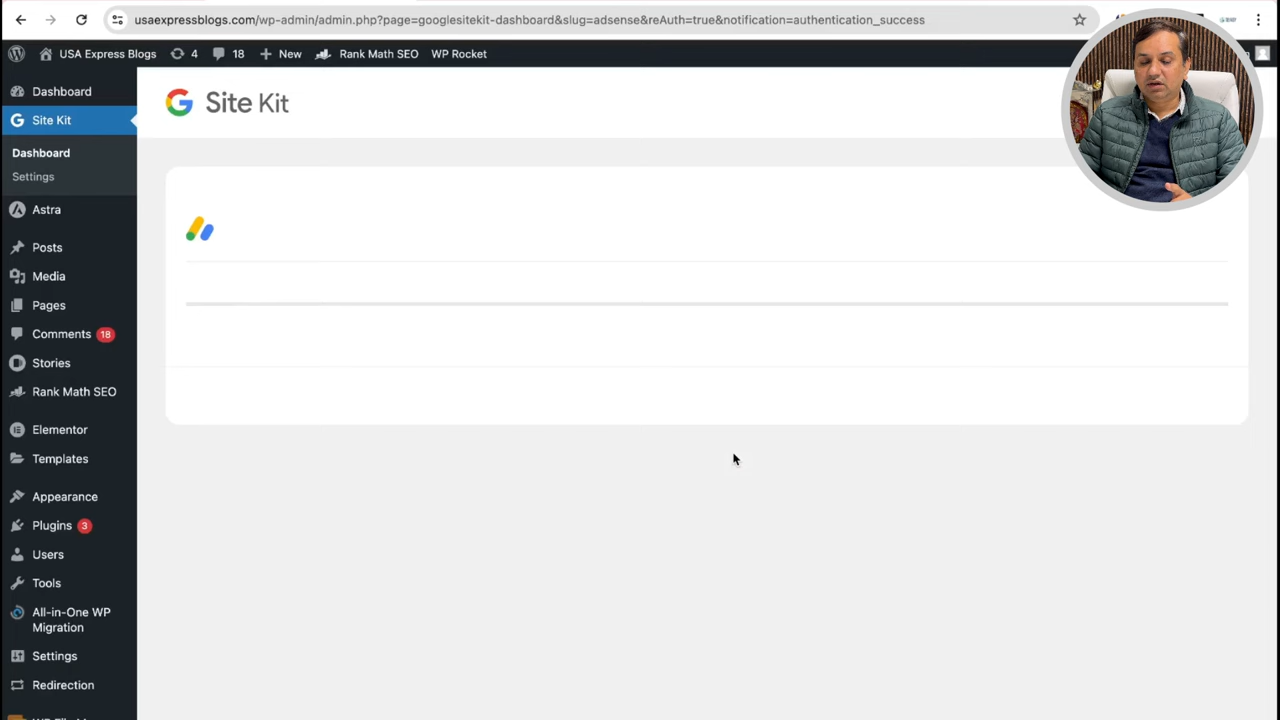 usaexpressblogs.com/wp-admin/admin.php?page=googlesitekit-dashboard&slug=adsense&reAuth=true&notification=authentication_success
USA Express Blogs 4 18 New Rank Math SEO WP Rocket
Site Kit
Dashboard
Site Kit
Dashboard
Settings
Astra
Posts
Media
Pages
Comments 18
Stories
Rank Math SEO
Elementor
Templates
Appearance
Plugins 3
Users
Tools
All-in-One WP
Migration
Settings
Redirection